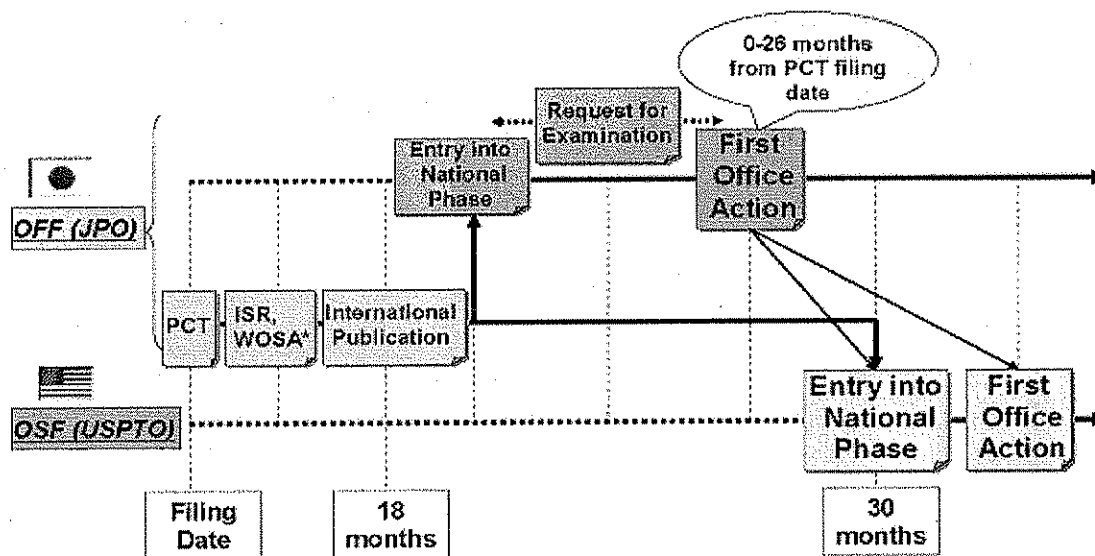 0-26 months
from PCT filing
date
Request for
Examination
First
Office
Action
Entry into
National
Phase
OFF (JPO)
PCT
ISR,
WOSA*
International
Publication
OSF (USPTO)
Entry into
National
Phase
First
Office
Action
Filing
Date
18
months
30
months